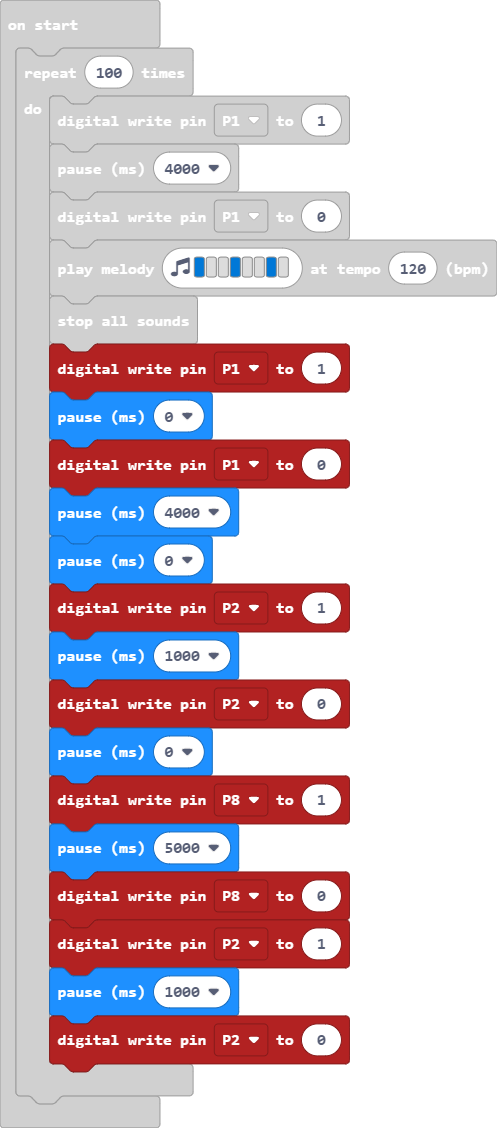 on start
repeat 100 times
do
digital write pin P1 to 1
pause (ms) 4000
digital write pin P1 to 0
play melody at tempo 120 (bpm)
stop all sounds
digital write pin P1 to 1
pause (ms) 0
digital write pin P1 to 0
pause (ms) 4000
pause (ms) 0
digital write pin P2 to 1
pause (ms) 1000
digital write pin P2 to 0
pause (ms) 0
digital write pin P8 to 1
pause (ms) 5000
digital write pin P8 to 0
digital write pin P2 to 1
pause (ms) 1000
digital write pin P2 to 0